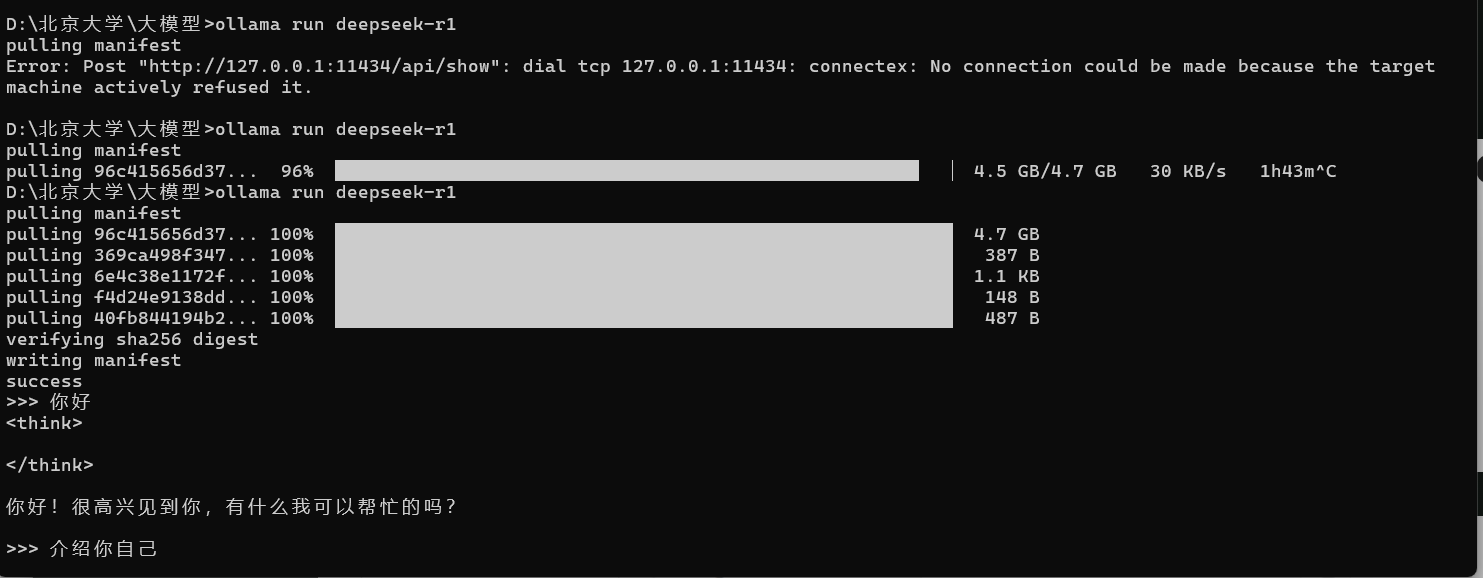 D:\北京大学\大模型>ollama run deepseek-r1
pulling manifest
Error: Post "http://127.0.0.1:11434/api/show": dial tcp 127.0.0.1:11434: connectex: No connection could be made because the target
machine actively refused it.
D:\北京大学\大模型>ollama run deepseek-r1
pulling manifest
pulling 96c415656d37... 96% 4.5 GB/4.7 GB 30 KB/s 1h43m^C
D:\北京大学\大模型>ollama run deepseek-r1
pulling manifest
pulling 96c415656d37... 100% 4.7 GB
pulling 369ca498f347... 100% 387 B
pulling 6e4c38e1172f... 100% 1.1 KB
pulling f4d24e9138dd... 100% 148 B
pulling 40fb844194b2... 100% 487 B
verifying sha256 digest
writing manifest
success
>>> 你好
<think>
</think>
你好！很高兴见到你，有什么我可以帮忙的吗？
>>> 介绍你自己